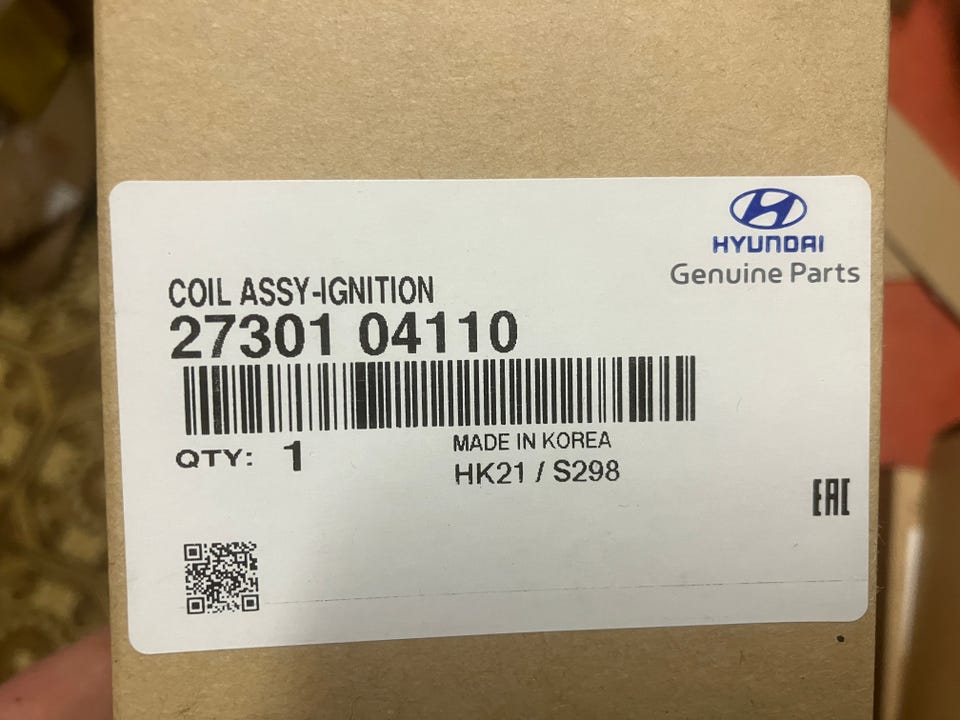 HYUNDAI
Genuine Parts
COIL ASSY-IGNITION
27301 04110
QTY: 1
MADE IN KOREA
HK21 / S298
EAC